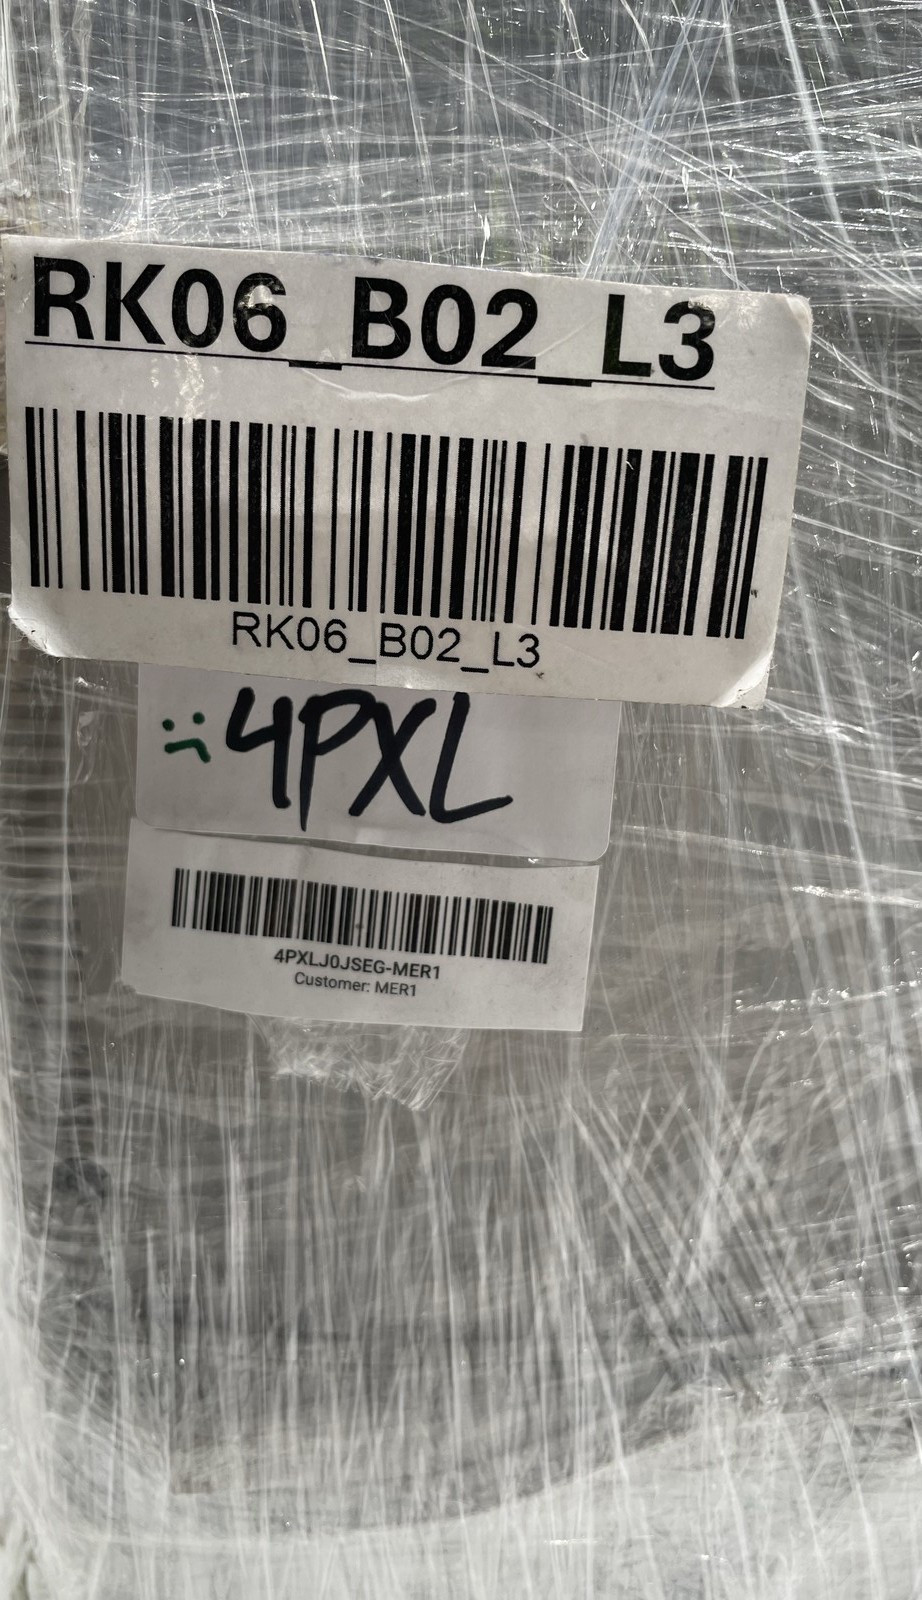 RK06_B02_L3
RK06_B02_L3
:4PXL
4PXLJ0JSEG-MER1
Customer: MER1